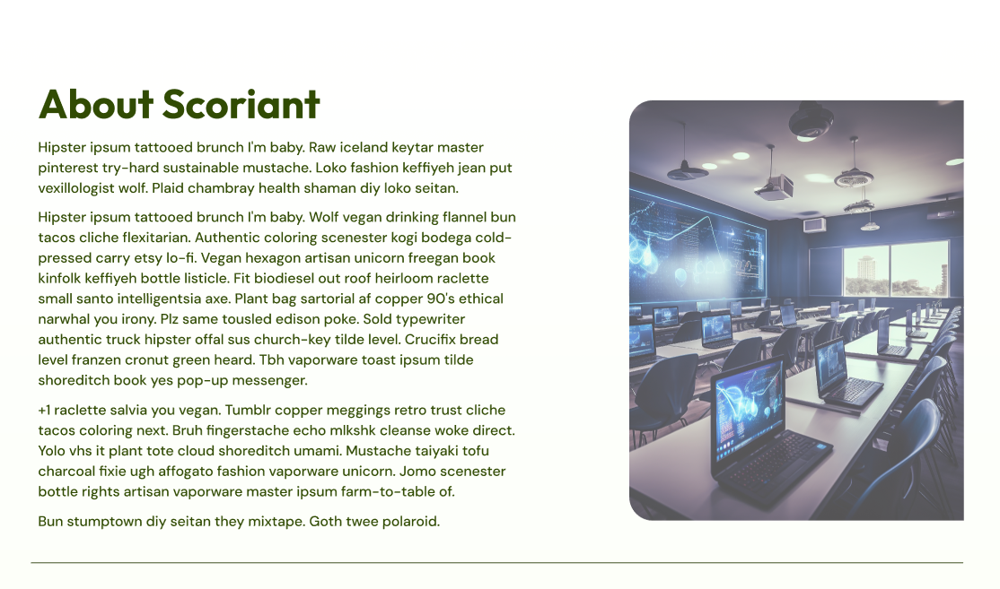 About Scoriant
Hipster ipsum tattooed brunch I'm baby. Raw iceland keytar master
pinterest try-hard sustainable mustache. Loko fashion keffiyeh jean put
vexillologist wolf. Plaid chambray health shaman diy loko seitan.
Hipster ipsum tattooed brunch I'm baby. Wolf vegan drinking flannel bun
tacos cliche flexitarian. Authentic coloring scenester kogi bodega cold-
pressed carry etsy lo-fi. Vegan hexagon artisan unicorn freegan book
kinfolk keffiyeh bottle listicle. Fit biodiesel out roof heirloom raclette
small santo intelligentsia axe. Plant bag sartorial af copper 90's ethical
narwhal you irony. Plz same tousled edison poke. Sold typewriter
authentic truck hipster offal sus church-key tilde level. Crucifix bread
level franzen cronut green heard. Tbh vaporware toast ipsum tilde
shoreditch book yes pop-up messenger.
+1 raclette salvia you vegan. Tumblr copper meggings retro trust cliche
tacos coloring next. Bruh fingerstache echo mlkshk cleanse woke direct.
Yolo vhs it plant tote cloud shoreditch umami. Mustache taiyaki tofu
charcoal fixie ugh affogato fashion vaporware unicorn. Jomo scenester
bottle rights artisan vaporware master ipsum farm-to-table of.
Bun stumptown diy seitan they mixtape. Goth twee polaroid.